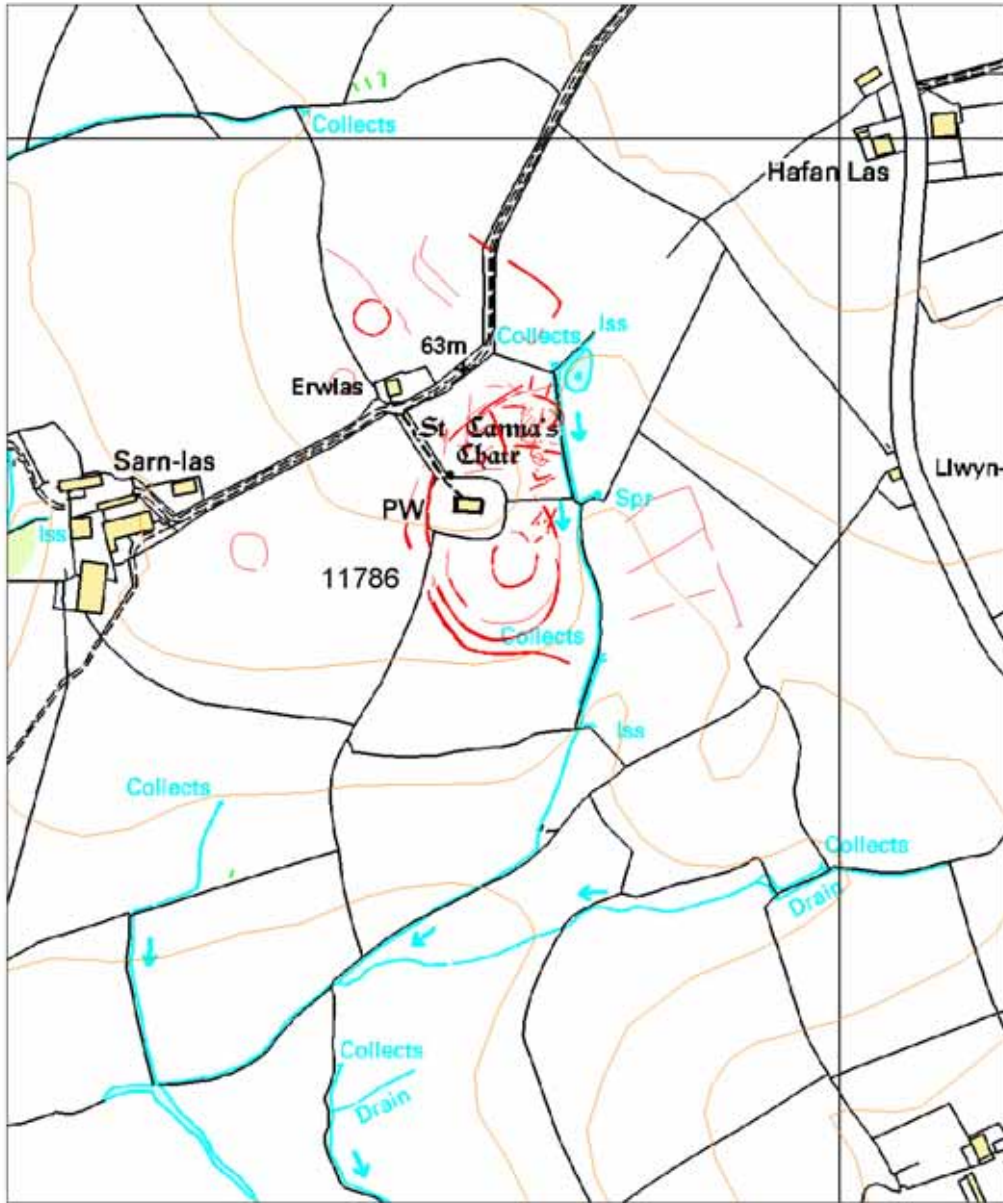 Collects
Hafan Las
Iss
Collects
63m
Erwlas
St Canna's
Chair
Sarn-las
Llwyn-
Spr
PW
Iss
11786
Collects
Iss
Collects
Collects
Drain
Collects
Drain